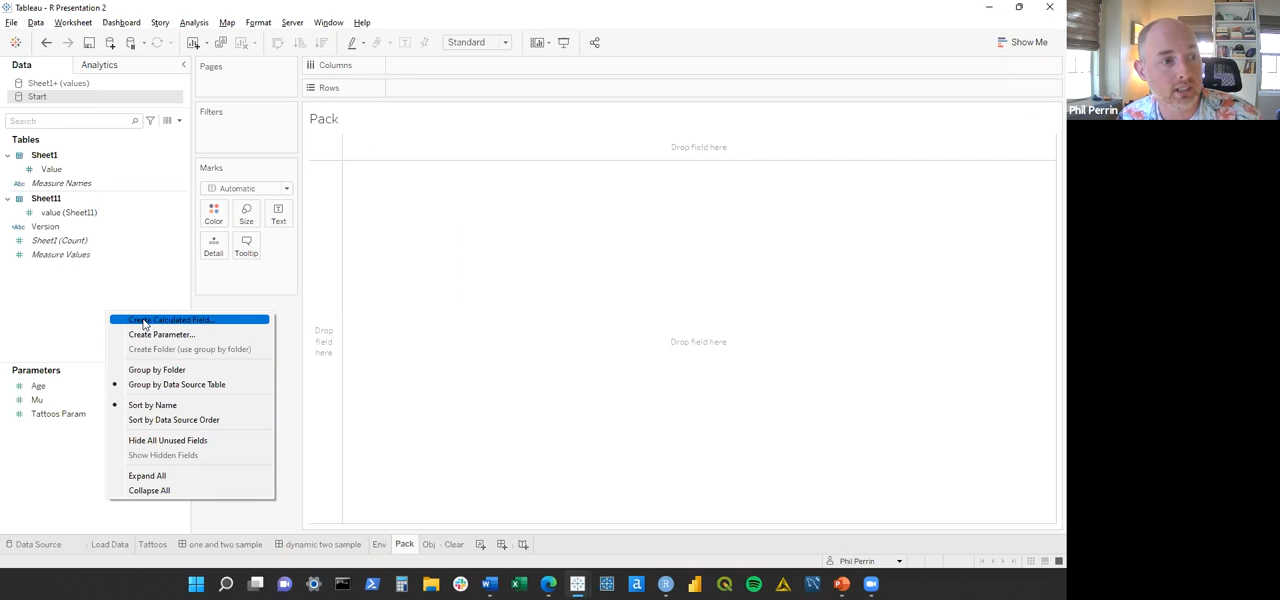 Tableau - R Presentation 2
File Data Worksheet Dashboard Story Analysis Map Format Server Window Help
Standard
Show Me
Data Analytics
Pages
Columns
Sheet1+ (values)
Rows
Start
Filters
Pack
Search
Tables
Drop field here
Sheet1
Marks
Value
Abc Measure Names
Automatic
Sheet11
value (Sheet11)
Color Size Text
Abc Version
Sheet1 (Count)
Measure Values
Detail Tooltip
Create Calculated Field...
Create Parameter...
Create Folder (use group by folder)
Group by Folder
Group by Data Source Table
Sort by Name
Sort by Data Source Order
Hide All Unused Fields
Show Hidden Fields
Expand All
Collapse All
Drop
field
here
Drop field here
Parameters
Age
Mu
Tattoos Param
Data Source Load Data Tattoos one and two sample dynamic two sample Env Pack Obj Clear
Phil Perrin
Phil Perrin